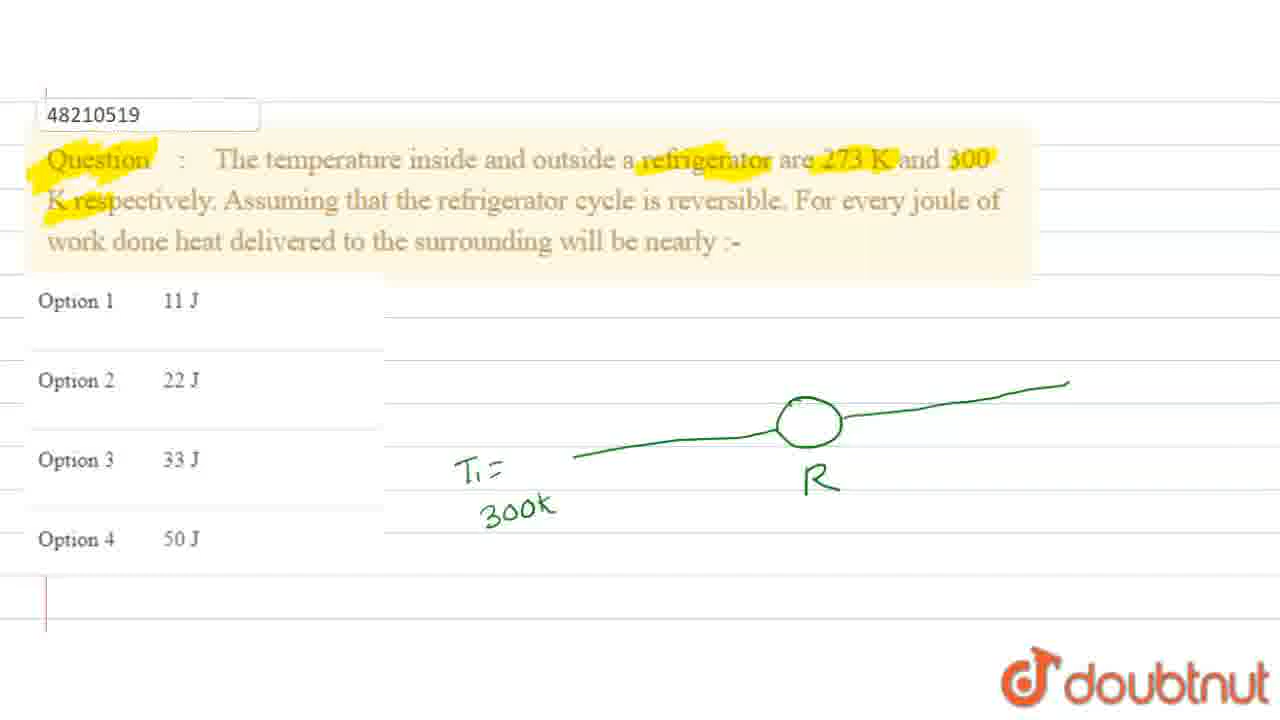 48210519
Question : The temperature inside and outside a refrigerator are 273 K and 300
K respectively. Assuming that the refrigerator cycle is reversible. For every joule of
work done heat delivered to the surrounding will be nearly :-
Option 1 11 J
Option 2 22 J
Option 3 33 J
Option 4 50 J
T₁ =
300K
R
doubtnut